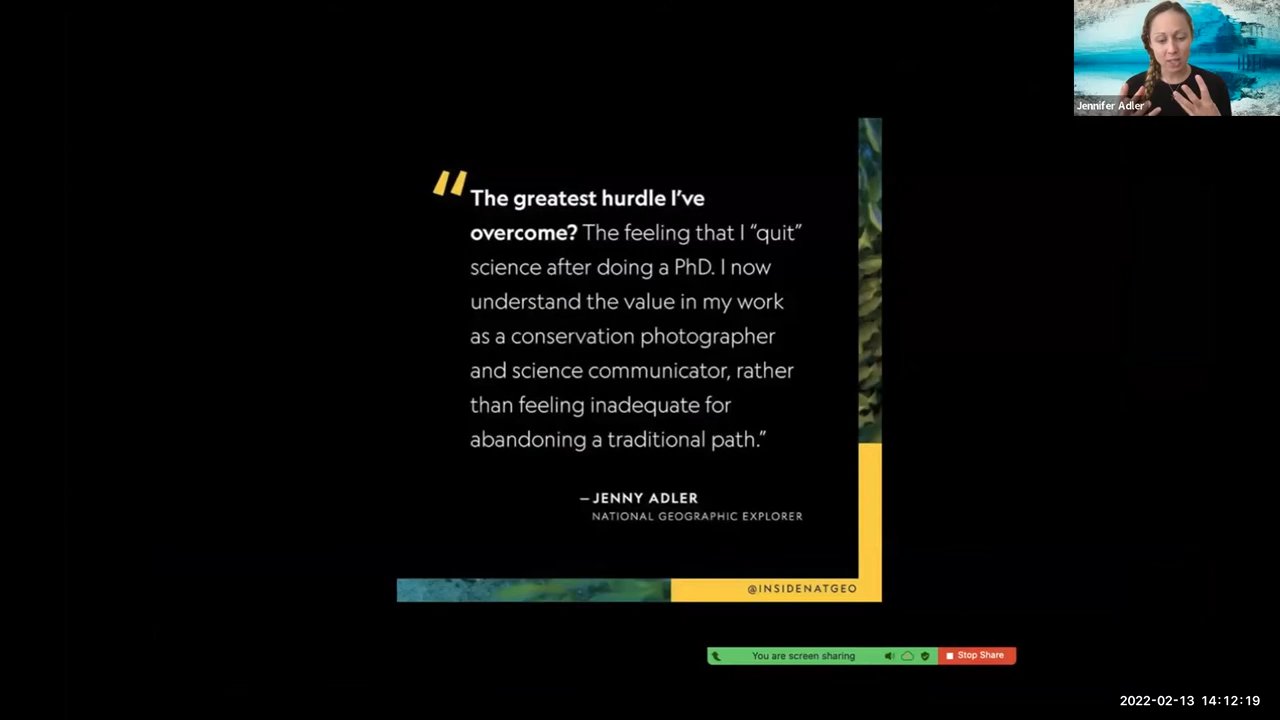 Jennifer Adler
“
The greatest hurdle I’ve
overcome? The feeling that I “quit”
science after doing a PhD. I now
understand the value in my work
as a conservation photographer
and science communicator, rather
than feeling inadequate for
abandoning a traditional path.”
– JENNY ADLER
NATIONAL GEOGRAPHIC EXPLORER
@INSIDENATGEO
You are screen sharing
Stop Share
2022-02-13 14:12:19